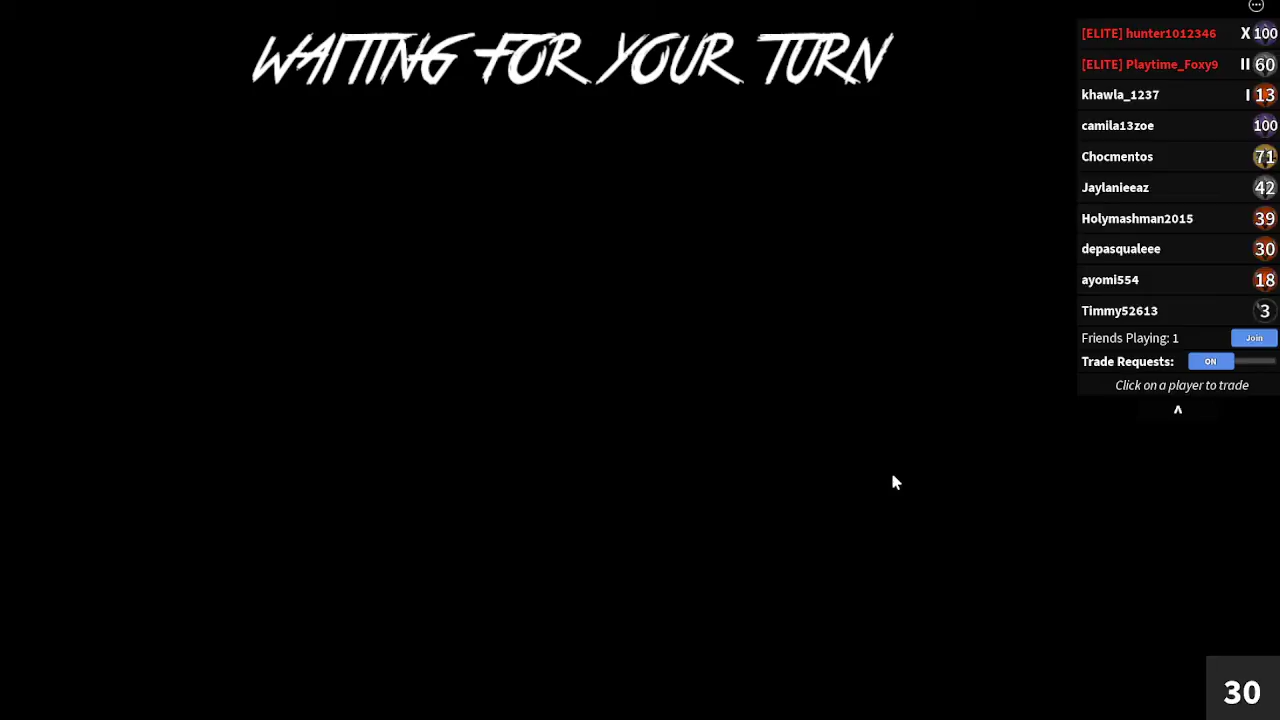 WAITING FOR YOUR TURN
[ELITE] hunter1012346 X 100
[ELITE] Playtime_Foxy9 II 60
khawla_1237 I 13
camila13zoe 100
Chocmentos 71
Jaylanieeaz 42
Holymashman2015 39
depasqualeee 30
ayomi554 18
Timmy52613 3
Friends Playing: 1 Join
Trade Requests: ON
Click on a player to trade
30